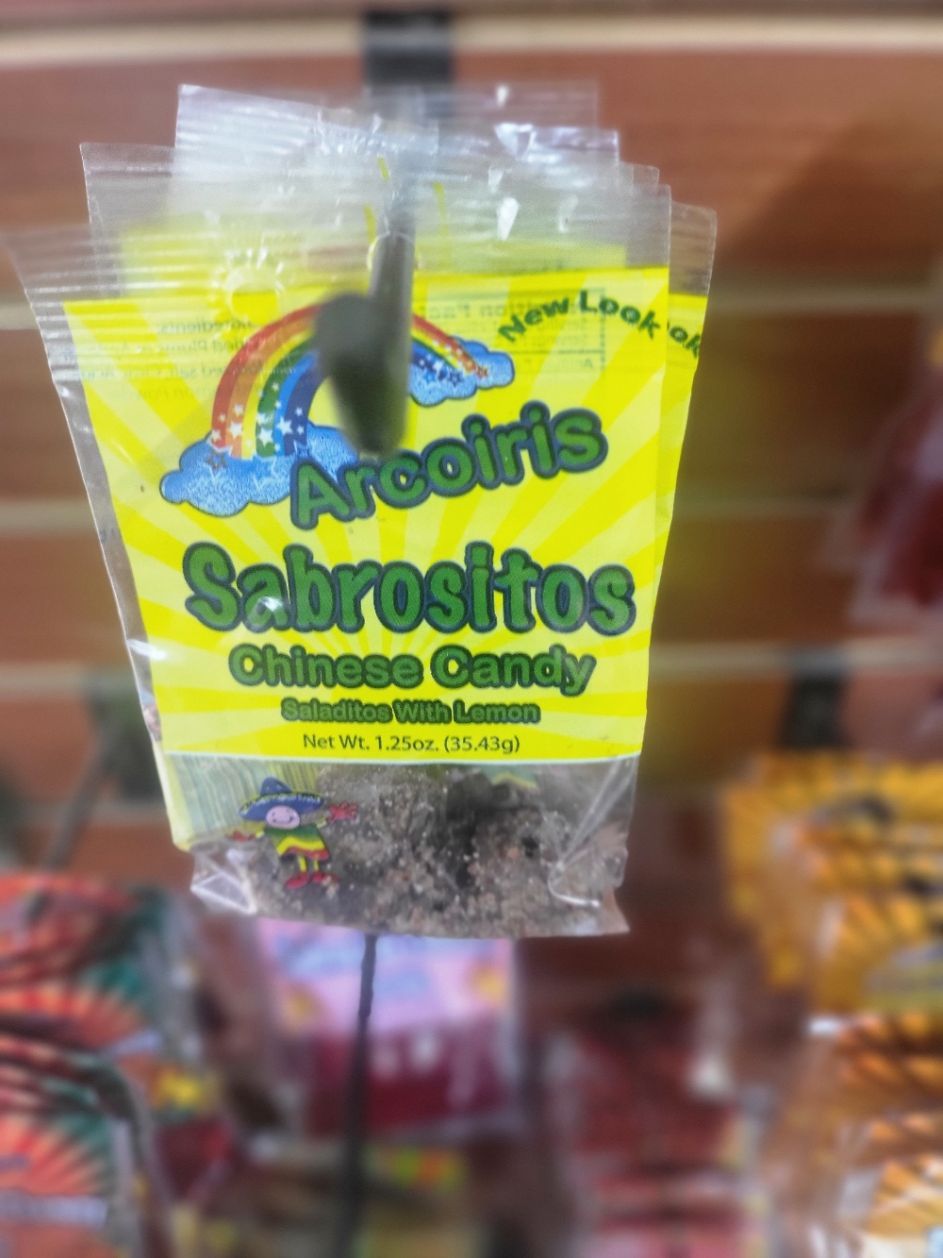 New Look
Arcoiris
Sabrositos
Chinese Candy
Saladitos With Lemon
Net Wt. 1.25oz. (35.43g)